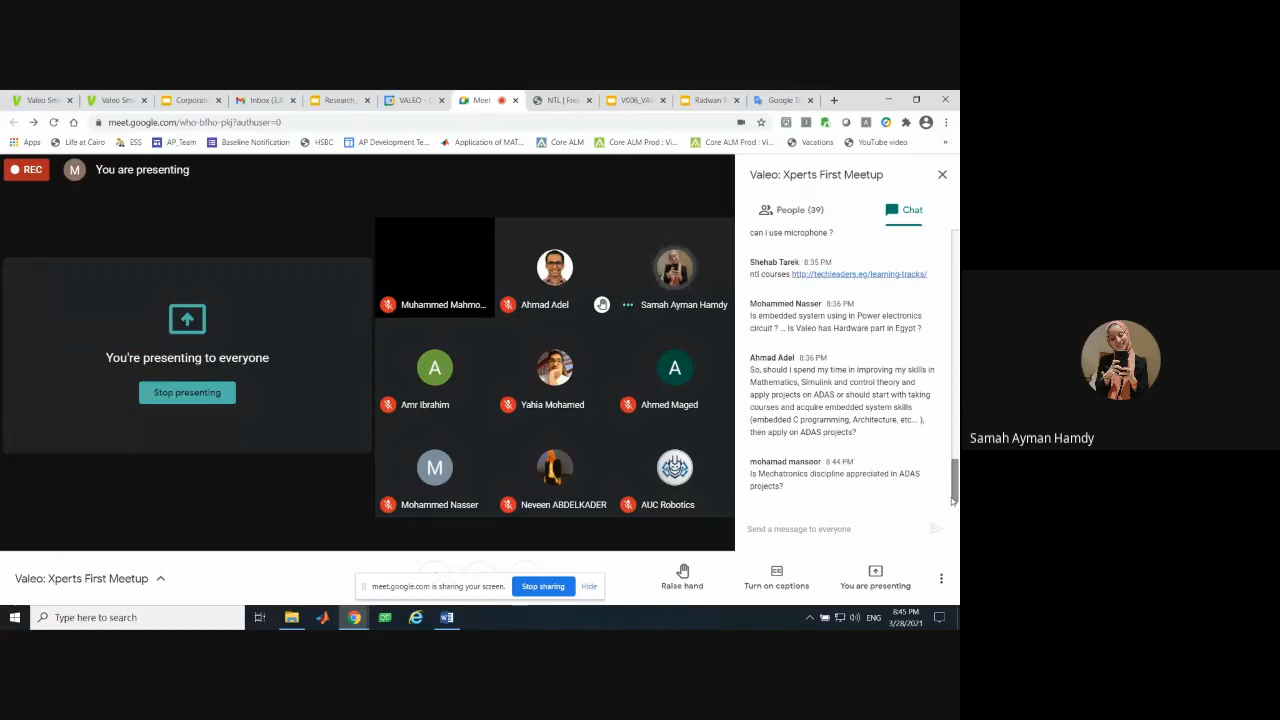 Valeo Sma
Valeo Sma
Corporat
Inbox (3,8
Research_
VALEO - C
Meet
NTL | Free
V006_VAL
Radwan S
Google T
meet.google.com/who-bfho-pkj?authuser=0
Apps
Life at Cairo
ESS
AP_Team
Baseline Notification
HSBC
AP Development Te...
Application of MAT...
Core ALM
Core ALM Prod : Vi...
Core ALM Prod : Vi...
Vacations
YouTube video
REC
M
You are presenting
You're presenting to everyone
Stop presenting
Muhammed Mahmo...
Ahmad Adel
Samah Ayman Hamdy
A
Amr Ibrahim
Yahia Mohamed
A
Ahmed Maged
M
Mohammed Nasser
Neveen ABDELKADER
AUC Robotics
Valeo: Xperts First Meetup
People (39)
Chat
can i use microphone ?
Shehab Tarek 8:35 PM
ntl courses http://techleaders.eg/learning-tracks/
Mohammed Nasser 8:36 PM
Is embedded system using in Power electronics
circuit ? ... Is Valeo has Hardware part in Egypt ?
Ahmad Adel 8:36 PM
So, should i spend my time in improving my skills in
Mathematics, Simulink and control theory and
apply projects on ADAS or should start with taking
courses and acquire embedded system skills
(embedded C programming, Architecture, etc... ),
then apply on ADAS projects?
mohamad mansoor 8:44 PM
Is Mechatronics discipline appreciated in ADAS
projects?
Send a message to everyone
Samah Ayman Hamdy
Valeo: Xperts First Meetup
meet.google.com is sharing your screen.
Stop sharing
Hide
Raise hand
Turn on captions
You are presenting
Type here to search
ENG
8:45 PM
3/28/2021